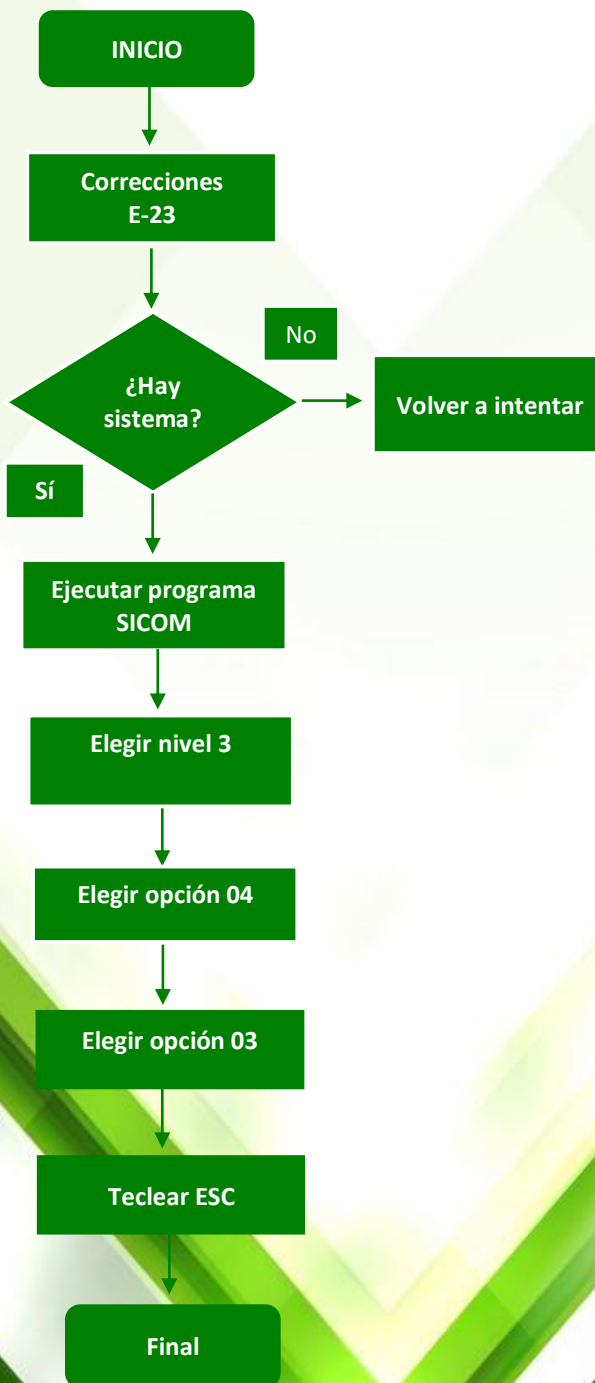 INICIO
Correcciones
E-23
No
¿Hay
sistema?
Volver a intentar
Sí
Ejecutar programa
SICOM
Elegir nivel 3
Elegir opción 04
Elegir opción 03
Teclear ESC
Final